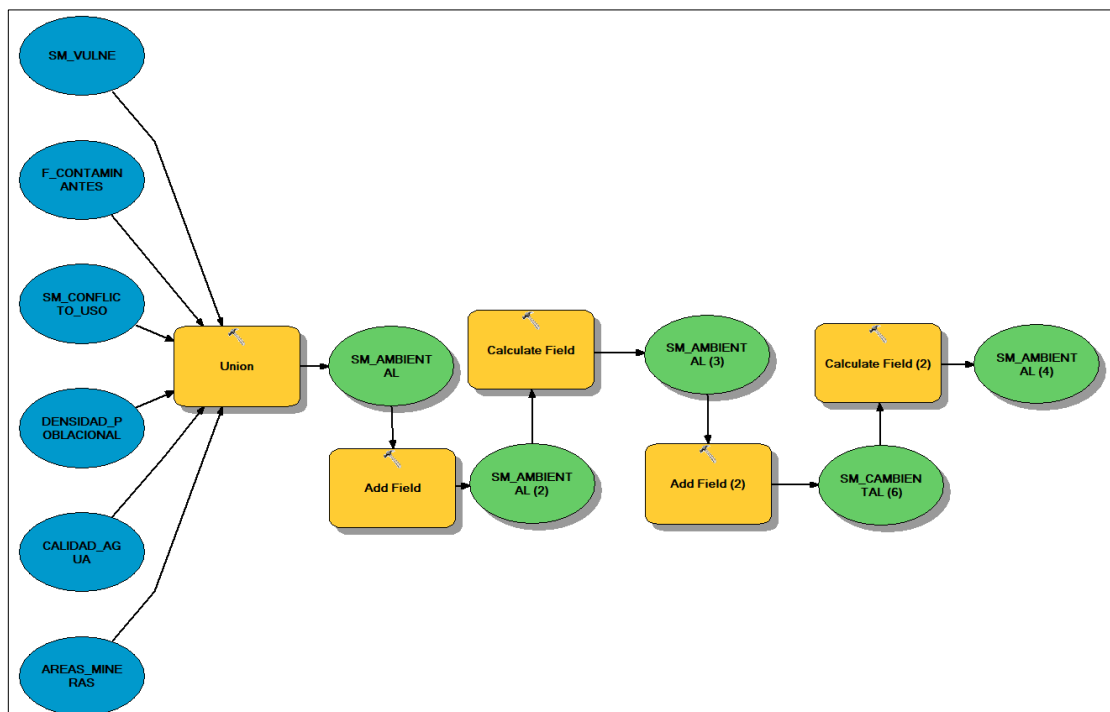 SM_VULNE
F_CONTAMIN
ANTES
SM_CONFLIC
TO_USO
DENSIDAD_P
OBLACIONAL
CALIDAD_AG
UA
AREAS_MINE
RAS
Union
SM_AMBIENT
AL
Add Field
SM_AMBIENT
AL (2)
Calculate Field
SM_AMBIENT
AL (3)
Add Field (2)
SM_CAMBIEN
TAL (6)
Calculate Field (2)
SM_AMBIENT
AL (4)